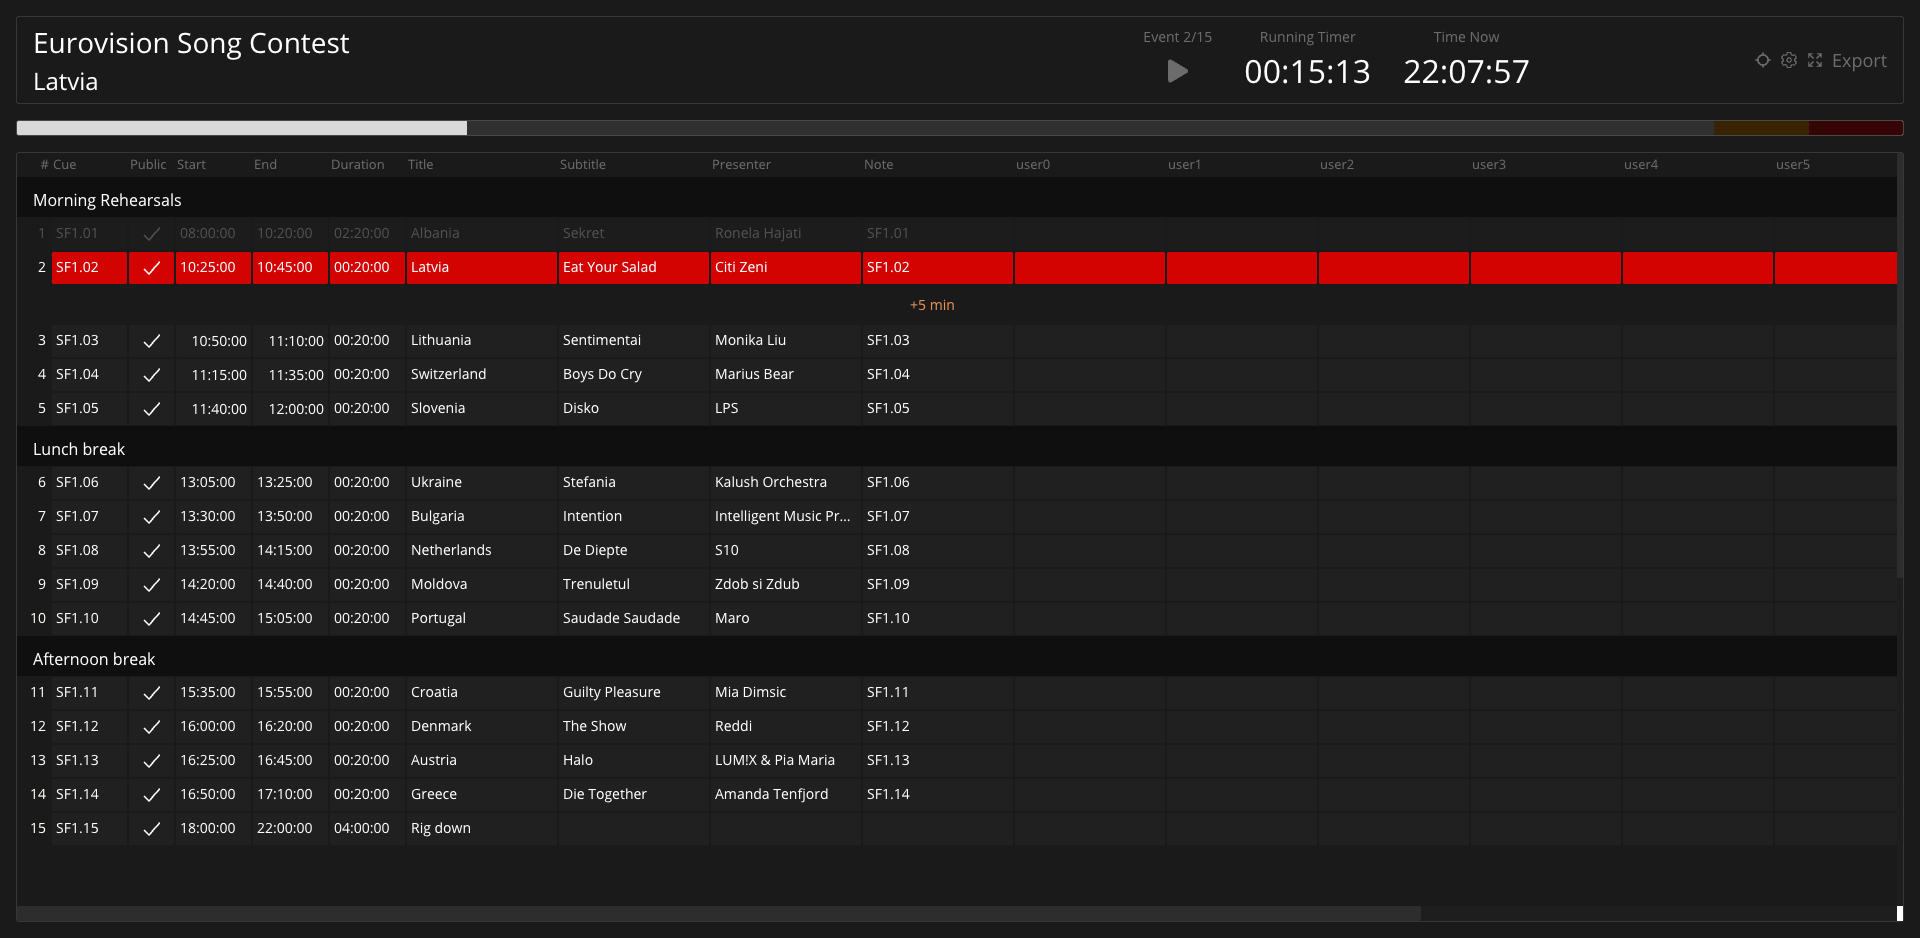 Eurovision Song Contest
Latvia
Event 2/15
Running Timer
00:15:13
Time Now
22:07:57
Export
# Cue Public Start End Duration Title Subtitle Presenter Note user0 user1 user2 user3 user4 user5
Morning Rehearsals
1 SF1.01 08:00:00 10:20:00 02:20:00 Albania Sekret Ronela Hajati SF1.01
2 SF1.02 10:25:00 10:45:00 00:20:00 Latvia Eat Your Salad Citi Zeni SF1.02
+5 min
3 SF1.03 10:50:00 11:10:00 00:20:00 Lithuania Sentimentai Monika Liu SF1.03
4 SF1.04 11:15:00 11:35:00 00:20:00 Switzerland Boys Do Cry Marius Bear SF1.04
5 SF1.05 11:40:00 12:00:00 00:20:00 Slovenia Disko LPS SF1.05
Lunch break
6 SF1.06 13:05:00 13:25:00 00:20:00 Ukraine Stefania Kalush Orchestra SF1.06
7 SF1.07 13:30:00 13:50:00 00:20:00 Bulgaria Intention Intelligent Music Pr... SF1.07
8 SF1.08 13:55:00 14:15:00 00:20:00 Netherlands De Diepte S10 SF1.08
9 SF1.09 14:20:00 14:40:00 00:20:00 Moldova Trenuletul Zdob si Zdub SF1.09
10 SF1.10 14:45:00 15:05:00 00:20:00 Portugal Saudade Saudade Maro SF1.10
Afternoon break
11 SF1.11 15:35:00 15:55:00 00:20:00 Croatia Guilty Pleasure Mia Dimsic SF1.11
12 SF1.12 16:00:00 16:20:00 00:20:00 Denmark The Show Reddi SF1.12
13 SF1.13 16:25:00 16:45:00 00:20:00 Austria Halo LUM!X & Pia Maria SF1.13
14 SF1.14 16:50:00 17:10:00 00:20:00 Greece Die Together Amanda Tenfjord SF1.14
15 SF1.15 18:00:00 22:00:00 04:00:00 Rig down